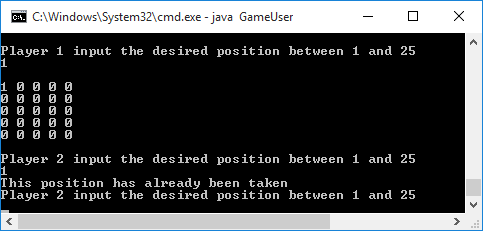 C:\Windows\System32\cmd.exe - java  GameUser
Player 1 input the desired position between 1 and 25
1
1 0 0 0 0
0 0 0 0 0
0 0 0 0 0
0 0 0 0 0
0 0 0 0 0
Player 2 input the desired position between 1 and 25
1
This position has already been taken
Player 2 input the desired position between 1 and 25